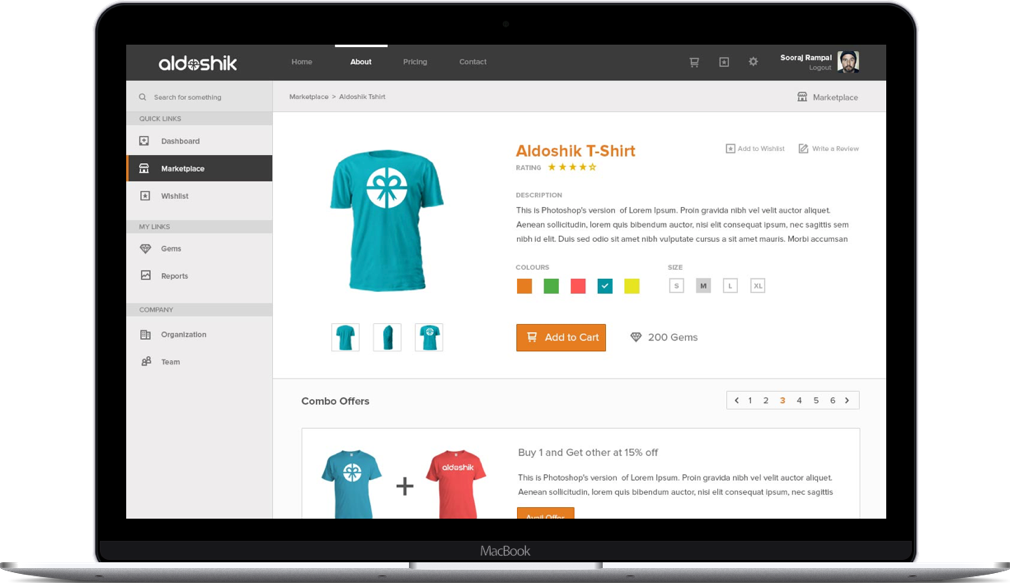 aldoshik
Home
About
Pricing
Contact
Sooraj Rampal
Logout
Search for something
Marketplace > Aldoshik Tshirt
Marketplace
QUICK LINKS
Dashboard
Marketplace
Wishlist
MY LINKS
Gems
Reports
COMPANY
Organization
Team
Aldoshik T-Shirt
Add to Wishlist
Write a Review
RATING
DESCRIPTION
This is Photoshop's version of Lorem Ipsum. Proin gravida nibh vel velit auctor aliquet.
Aenean sollicitudin, lorem quis bibendum auctor, nisi elit consequat ipsum, nec sagittis sem
nibh id elit. Duis sed odio sit amet nibh vulputate cursus a sit amet mauris. Morbi accumsan
COLOURS
SIZE
S M L XL
Add to Cart
200 Gems
Combo Offers
< 1 2 3 4 5 6 >
Buy 1 and Get other at 15% off
aldoshik
+
This is Photoshop's version of Lorem Ipsum. Proin gravida nibh vel velit auctor aliquet.
Aenean sollicitudin, lorem quis bibendum auctor, nisi elit consequat ipsum, nec sagittis
Avail Offer
MacBook